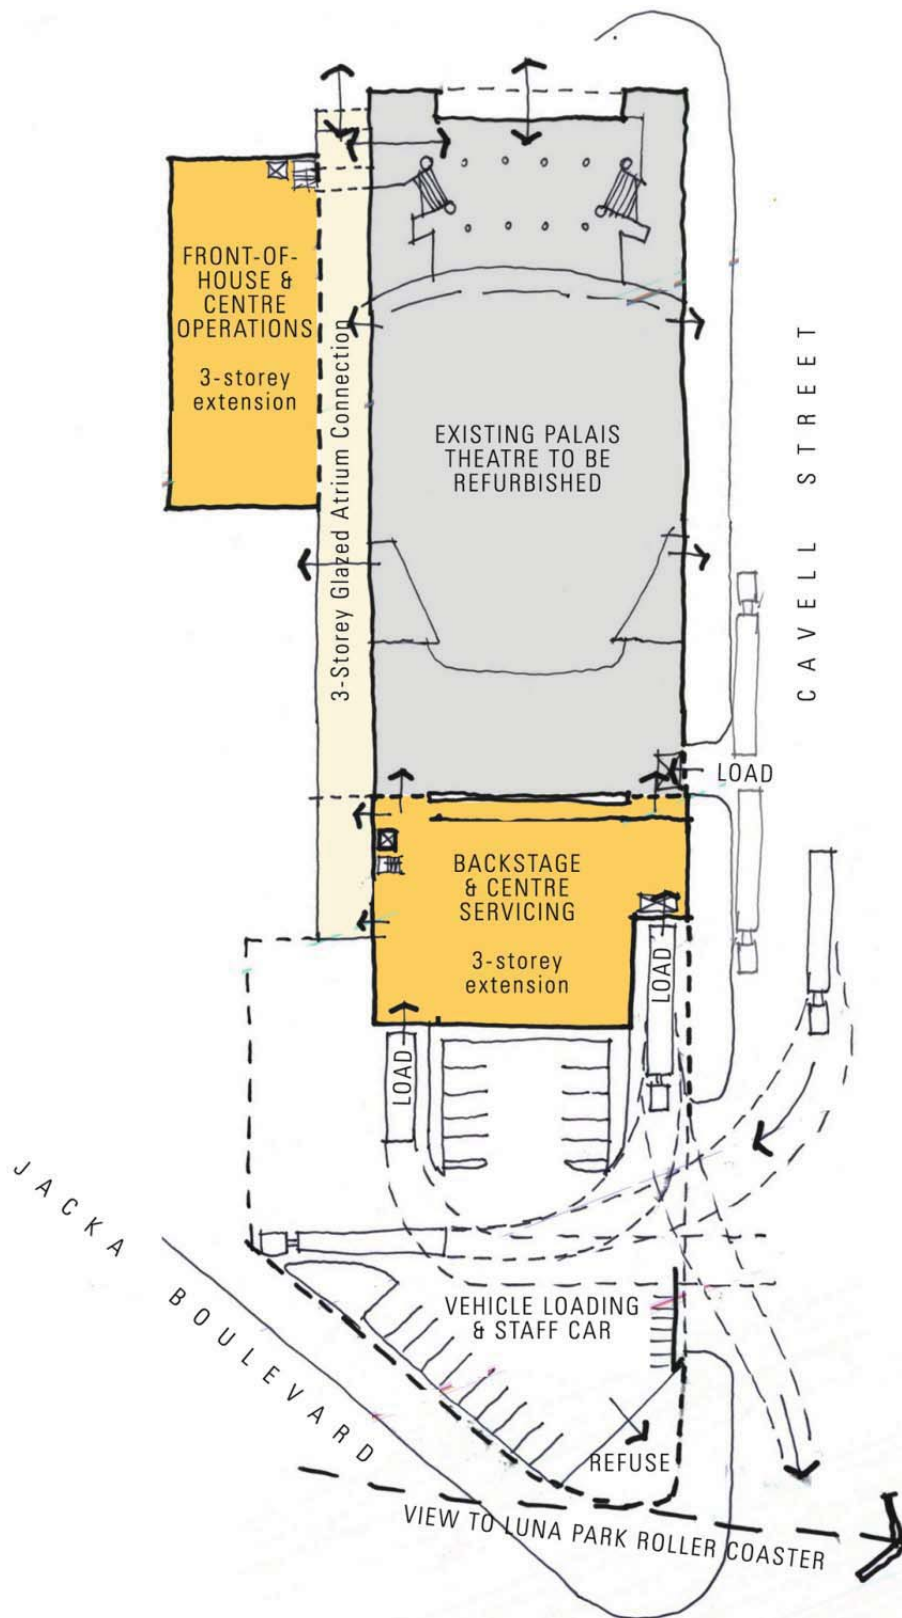 FRONT-OF-
HOUSE &
CENTRE
OPERATIONS
3-storey
extension
3-Storey Glazed Atrium Connection
EXISTING PALAIS
THEATRE TO BE
REFURBISHED
CAVELL STREET
LOAD
BACKSTAGE
& CENTRE
SERVICING
3-storey
extension
LOAD
LOAD
JACKA BOULEVARD
VEHICLE LOADING
& STAFF CAR
REFUSE
VIEW TO LUNA PARK ROLLER COASTER